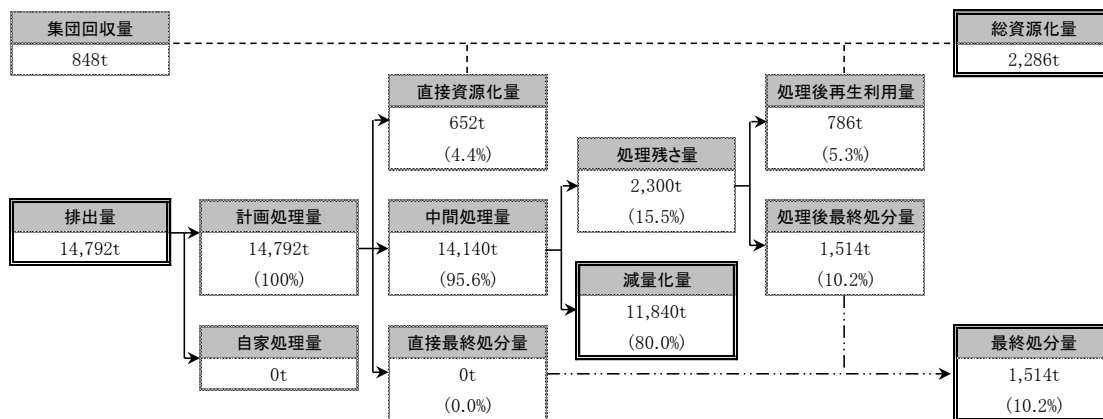 集団回収量
848t
総資源化量
2,286t
直接資源化量
652t
(4.4%)
処理後再生利用量
786t
(5.3%)
処理残さ量
2,300t
(15.5%)
排出量
14,792t
計画処理量
14,792t
(100%)
中間処理量
14,140t
(95.6%)
処理後最終処分量
1,514t
(10.2%)
減量化量
11,840t
(80.0%)
自家処理量
0t
直接最終処分量
0t
(0.0%)
最終処分量
1,514t
(10.2%)